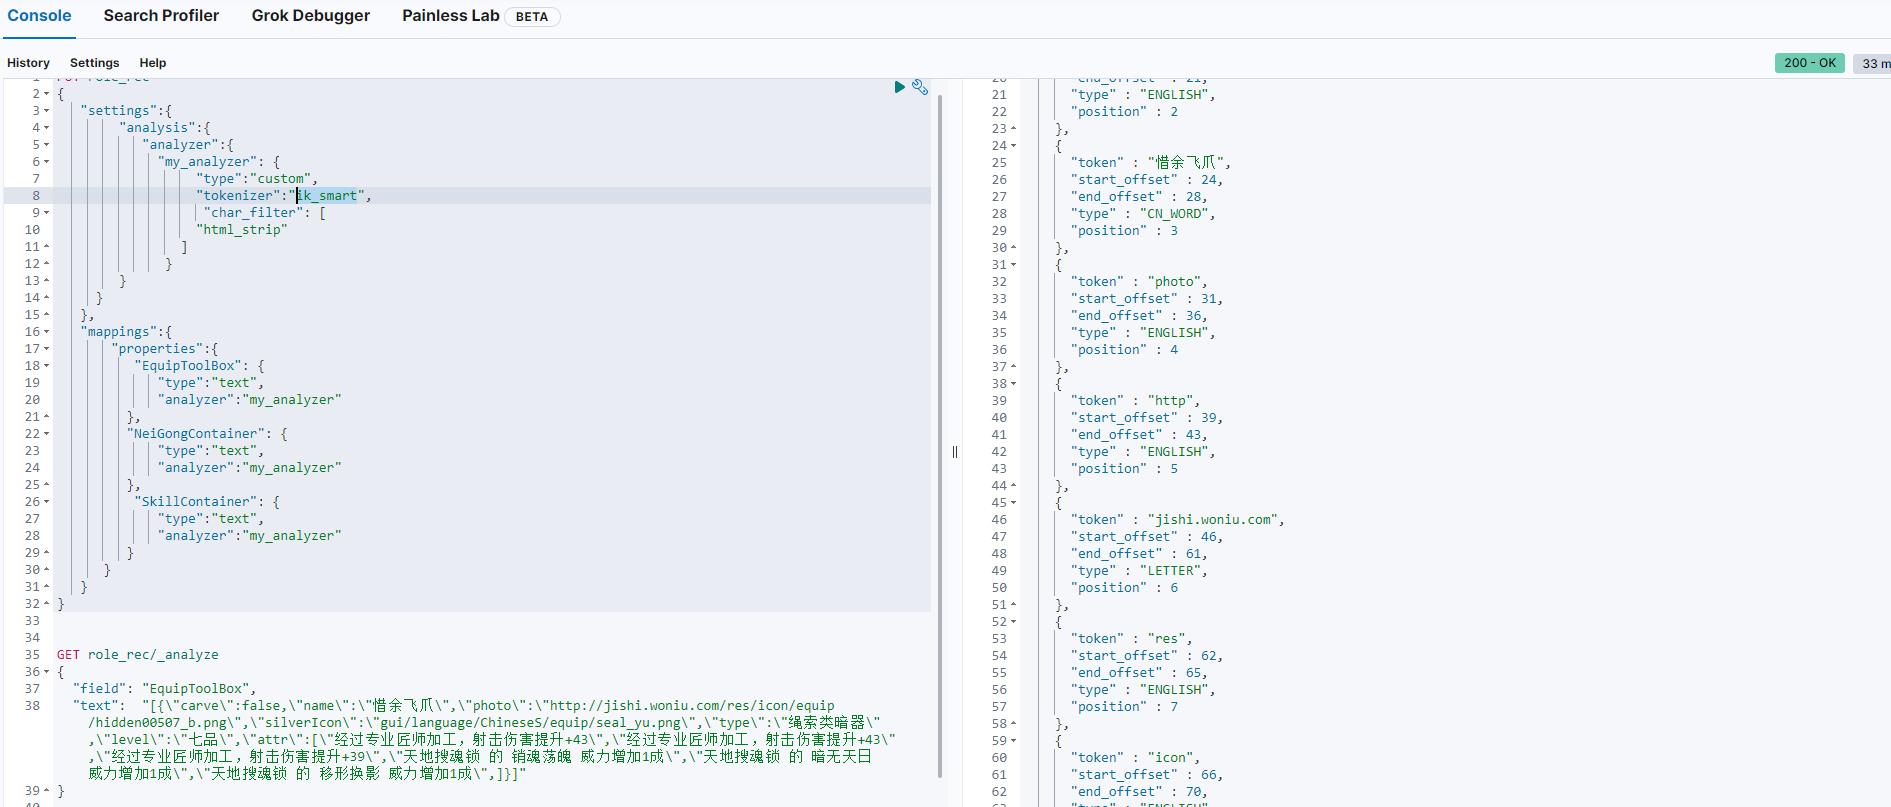 Console Search Profiler Grok Debugger Painless Lab BETA
History Settings Help 200 - OK 33 m
1 role_rec
2 {
3 "settings":{
4 "analysis":{
5 "analyzer":{
6 "my_analyzer": {
7 "type":"custom",
8 "tokenizer":"ik_smart",
9 "char_filter": [
10 "html_strip"
11 ]
12 }
13 }
14 }
15 },
16 "mappings":{
17 "properties":{
18 "EquipToolBox": {
19 "type":"text",
20 "analyzer":"my_analyzer"
21 },
22 "NeiGongContainer": {
23 "type":"text",
24 "analyzer":"my_analyzer"
25 },
26 "SkillContainer": {
27 "type":"text",
28 "analyzer":"my_analyzer"
29 }
30 }
31 }
32 }
33
34
35 GET role_rec/_analyze
36 {
37 "field": "EquipToolBox",
38 "text": "[{\"carve\":false,\"name\":\"惜余飞爪\",\"photo\":\"http://jishi.woniu.com/res/icon/equip
/hidden00507_b.png\",\"silverIcon\":\"gui/language/ChineseS/equip/seal_yu.png\",\"type\":\"绳索类暗器\"
,\"level\":\"七品\",\"attr\":[\"经过专业匠师加工，射击伤害提升+43\",\"经过专业匠师加工，射击伤害提升+43\"
,\"经过专业匠师加工，射击伤害提升+39\",\"天地搜魂锁 的 销魂荡魄 威力增加1成\",\"天地搜魂锁 的 暗无天日
威力增加1成\",\"天地搜魂锁 的 移形换影 威力增加1成\",]}]"
39 }
40
20 "end_offset" : 21,
21 "type" : "ENGLISH",
22 "position" : 2
23 },
24 {
25 "token" : "惜余飞爪",
26 "start_offset" : 24,
27 "end_offset" : 28,
28 "type" : "CN_WORD",
29 "position" : 3
30 },
31 {
32 "token" : "photo",
33 "start_offset" : 31,
34 "end_offset" : 36,
35 "type" : "ENGLISH",
36 "position" : 4
37 },
38 {
39 "token" : "http",
40 "start_offset" : 39,
41 "end_offset" : 43,
42 "type" : "ENGLISH",
43 "position" : 5
44 },
45 {
46 "token" : "jishi.woniu.com",
47 "start_offset" : 46,
48 "end_offset" : 61,
49 "type" : "LETTER",
50 "position" : 6
51 },
52 {
53 "token" : "res",
54 "start_offset" : 62,
55 "end_offset" : 65,
56 "type" : "ENGLISH",
57 "position" : 7
58 },
59 {
60 "token" : "icon",
61 "start_offset" : 66,
62 "end_offset" : 70,
63 "type" : "ENGLISH"